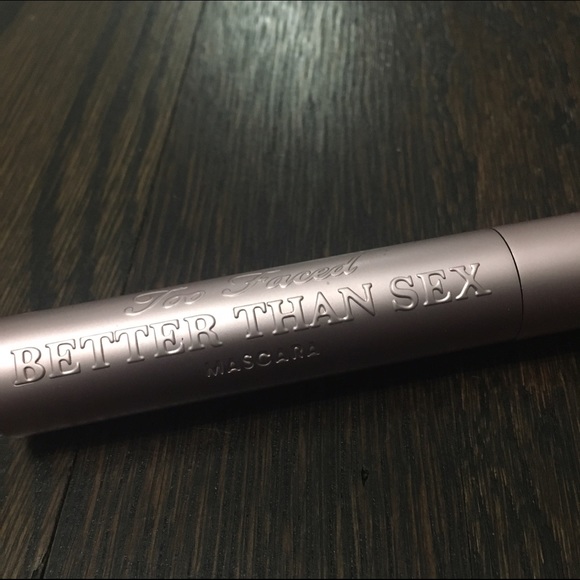 Too Faced
BETTER THAN SEX
MASCARA